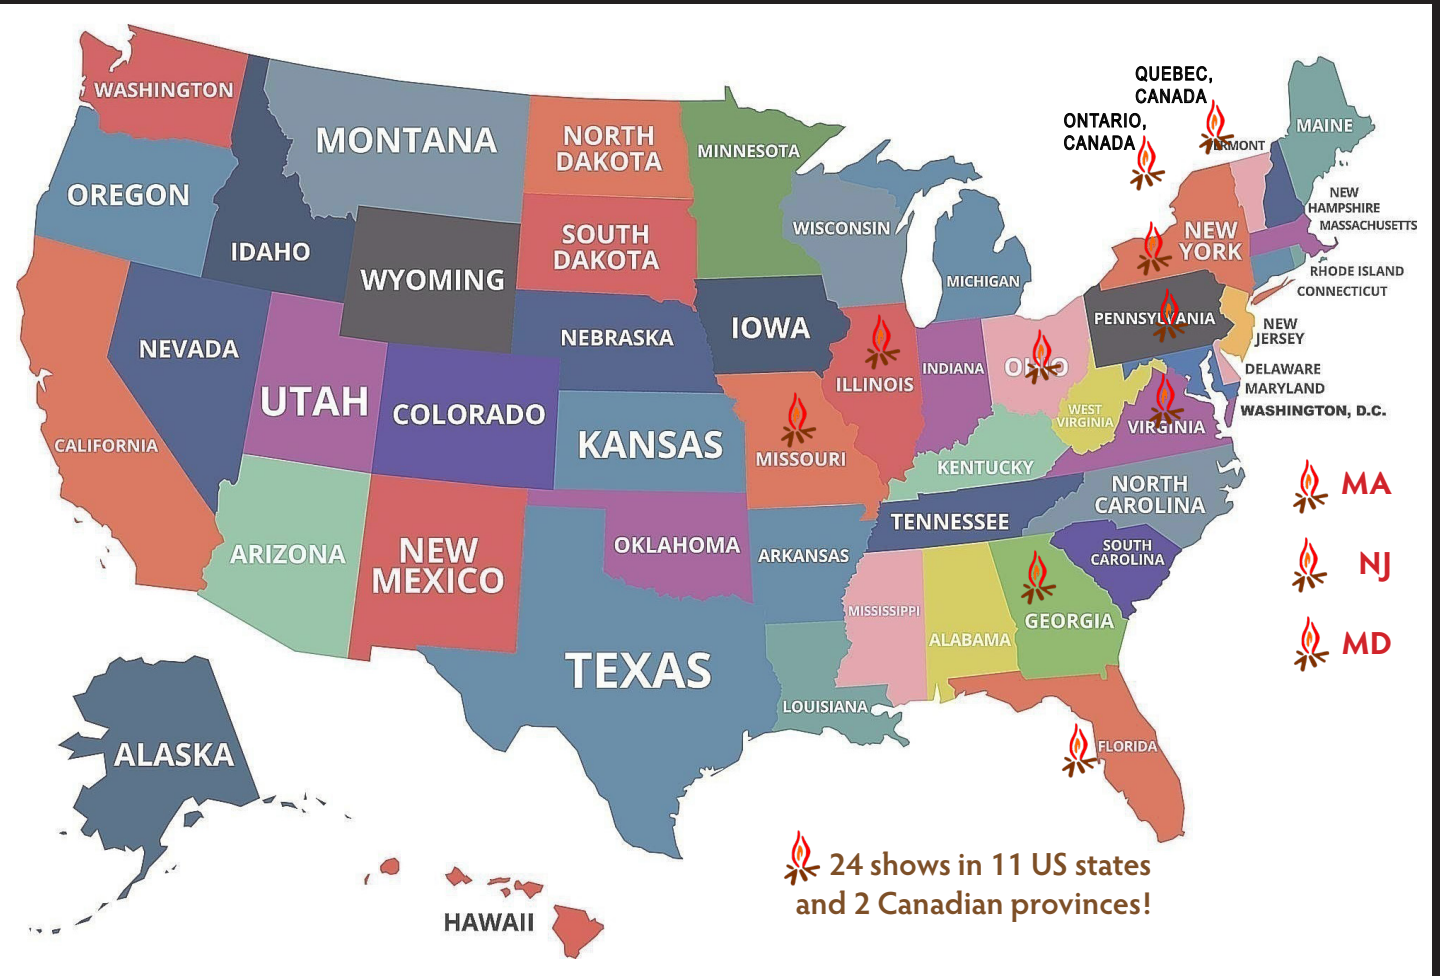 WASHINGTON
MONTANA
NORTH
DAKOTA
MINNESOTA
QUEBEC,
CANADA
ONTARIO,
CANADA
MAINE
OREGON
IDAHO
WYOMING
SOUTH
DAKOTA
WISCONSIN
MICHIGAN
NEW
YORK
NEW
HAMPSHIRE
MASSACHUSETTS
RHODE ISLAND
CONNECTICUT
NEVADA
UTAH
COLORADO
NEBRASKA
IOWA
ILLINOIS
INDIANA
PENNSYLVANIA
NEW
JERSEY
DELAWARE
MARYLAND
WASHINGTON, D.C.
CALIFORNIA
KANSAS
MISSOURI
KENTUCKY
WEST
VIRGINIA
VIRGINIA
ARIZONA
NEW
MEXICO
OKLAHOMA
ARKANSAS
TENNESSEE
NORTH
CAROLINA
SOUTH
CAROLINA
MISSISSIPPI
ALABAMA
GEORGIA
MA
NJ
MD
TEXAS
LOUISIANA
FLORIDA
ALASKA
HAWAII
24 shows in 11 US states
and 2 Canadian provinces!